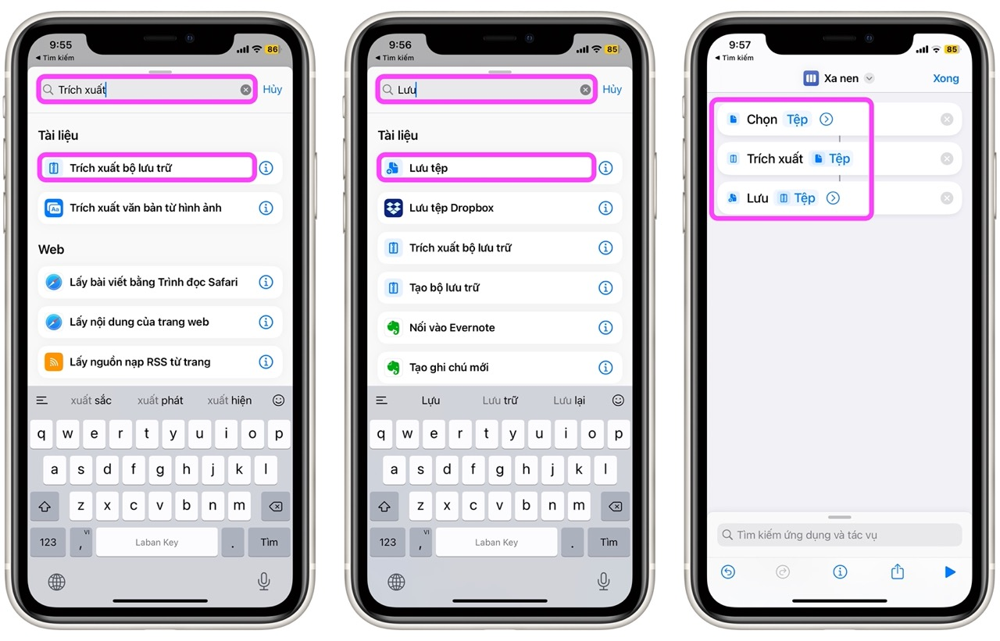 9:55
86
◀ Tìm kiếm
Trích xuất
Hủy
Tài liệu
Trích xuất bộ lưu trữ
Aa
Trích xuất văn bản từ hình ảnh
Web
Lấy bài viết bằng Trình đọc Safari
Lấy nội dung của trang web
Lấy nguồn nạp RSS từ trang
xuất sắc xuất phát xuất hiện
q w e r t y u i o p
a s d f g h j k l
z x c v b n m
123 , VI Laban Key . Tìm
9:56
85
◀ Tìm kiếm
Lưu
Hủy
Tài liệu
Lưu tệp
Lưu tệp Dropbox
Trích xuất bộ lưu trữ
Tạo bộ lưu trữ
Nối vào Evernote
Tạo ghi chú mới
Lựu Lưu trữ Lưu lại
q w e r t y u i o p
a s d f g h j k l
z x c v b n m
123 , VI Laban Key . Tìm
9:57
85
◀ Tìm kiếm
Xa nen
Xong
Chọn Tệp
Trích xuất Tệp
Lưu Tệp
Tìm kiếm ứng dụng và tác vụ